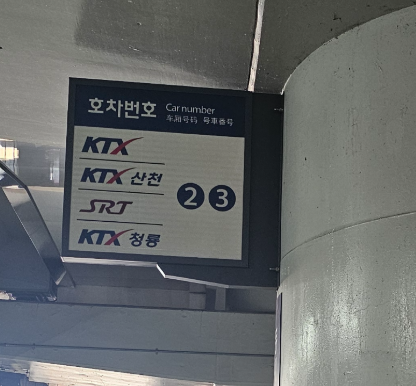 호차번호 Car number
车厢号码 号車番号
KTX
KTX 산천
SRT
KTX 청룡
2 3